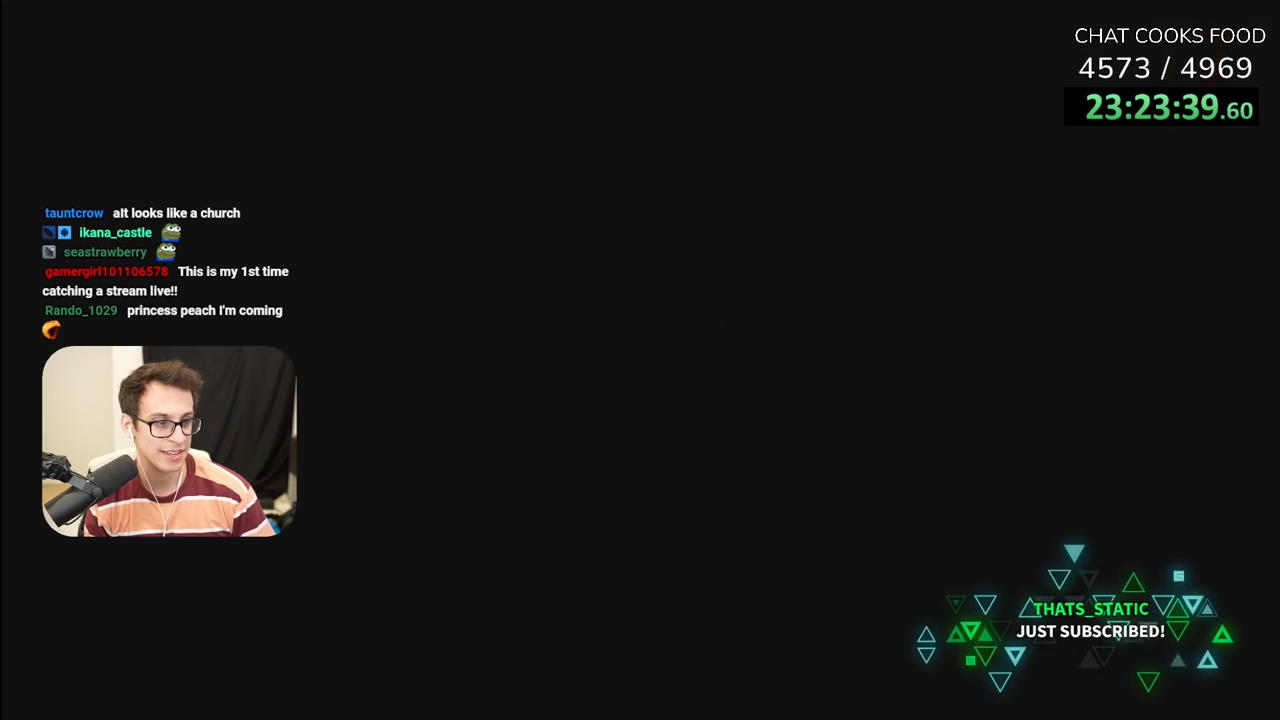 CHAT COOKS FOOD
4573 / 4969
23:23:39.60
tauntcrow alt looks like a church
ikana_castle
seastrawberry
gamergirl101106578 This is my 1st time
catching a stream live!!
Rando_1029 princess peach I'm coming
THATS_STATIC
JUST SUBSCRIBED!